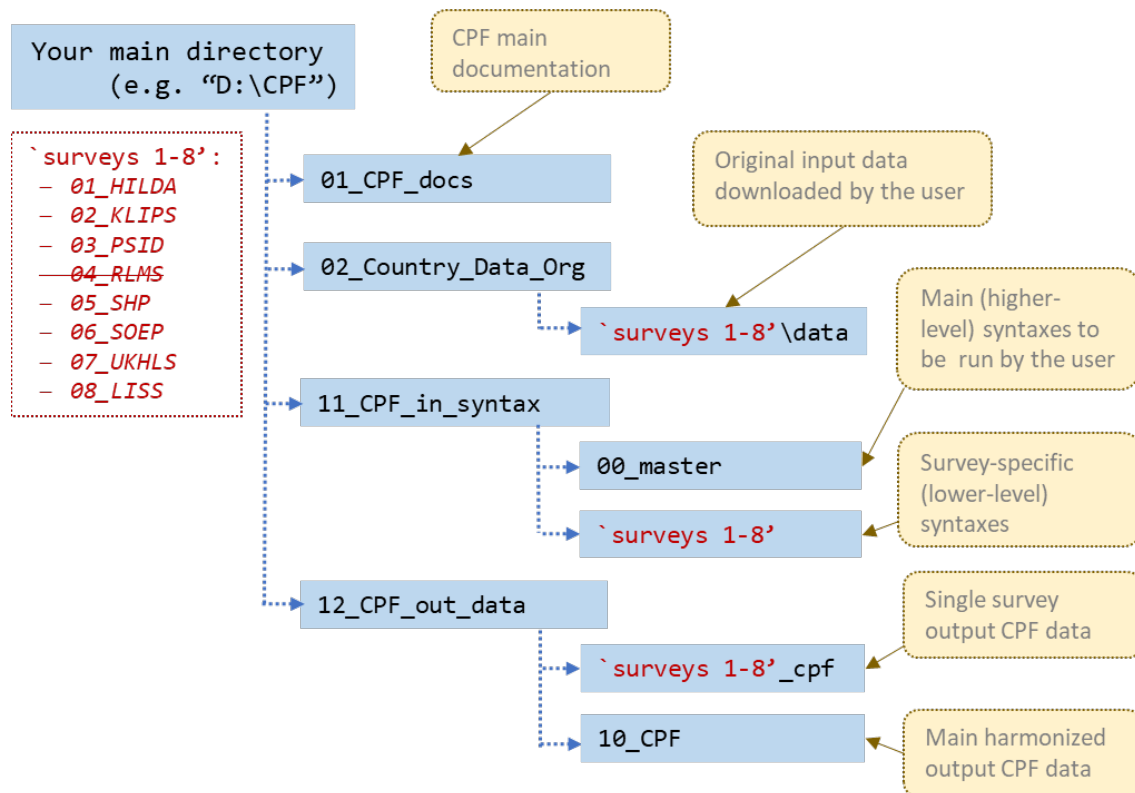 Your main directory
(e.g. “D:\CPF”)
CPF main
documentation
`surveys 1-8’:
– 01_HILDA
– 02_KLIPS
– 03_PSID
– 04_RLMS
– 05_SHP
– 06_SOEP
– 07_UKHLS
– 08_LISS
01_CPF_docs
Original input data
downloaded by the user
02_Country_Data_Org
`surveys 1-8’\data
Main (higher-
level) syntaxes to
be run by the user
11_CPF_in_syntax
00_master
Survey-specific
(lower-level)
syntaxes
`surveys 1-8’
12_CPF_out_data
Single survey
output CPF data
`surveys 1-8’_cpf
10_CPF
Main harmonized
output CPF data